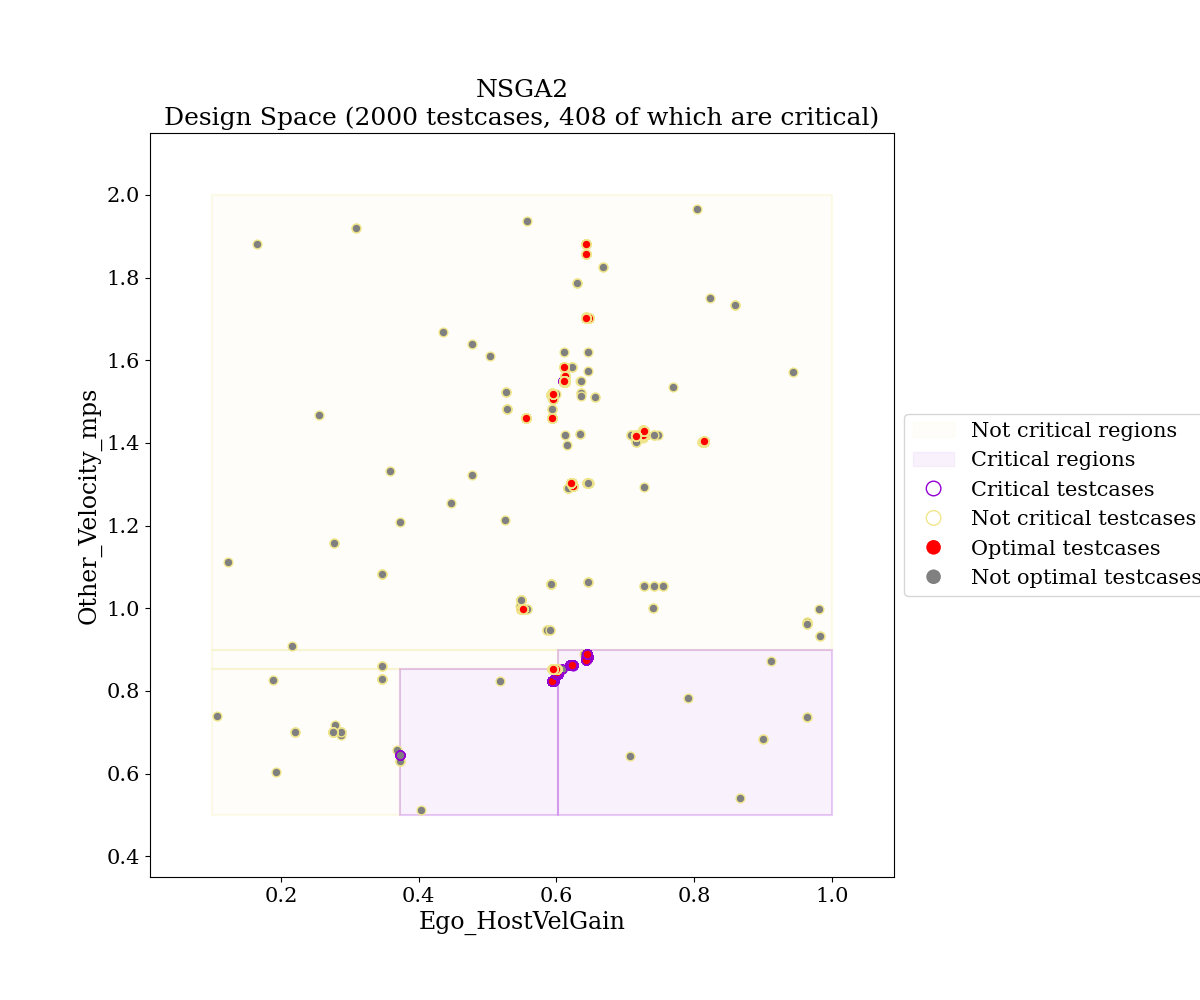 NSGA2
Design Space (2000 testcases, 408 of which are critical)
Other_Velocity_mps
2.0
1.8
1.6
1.4
1.2
1.0
0.8
0.6
0.4
0.2
0.4
0.6
0.8
1.0
Ego_HostVelGain
Not critical regions
Critical regions
Critical testcases
Not critical testcases
Optimal testcases
Not optimal testcases